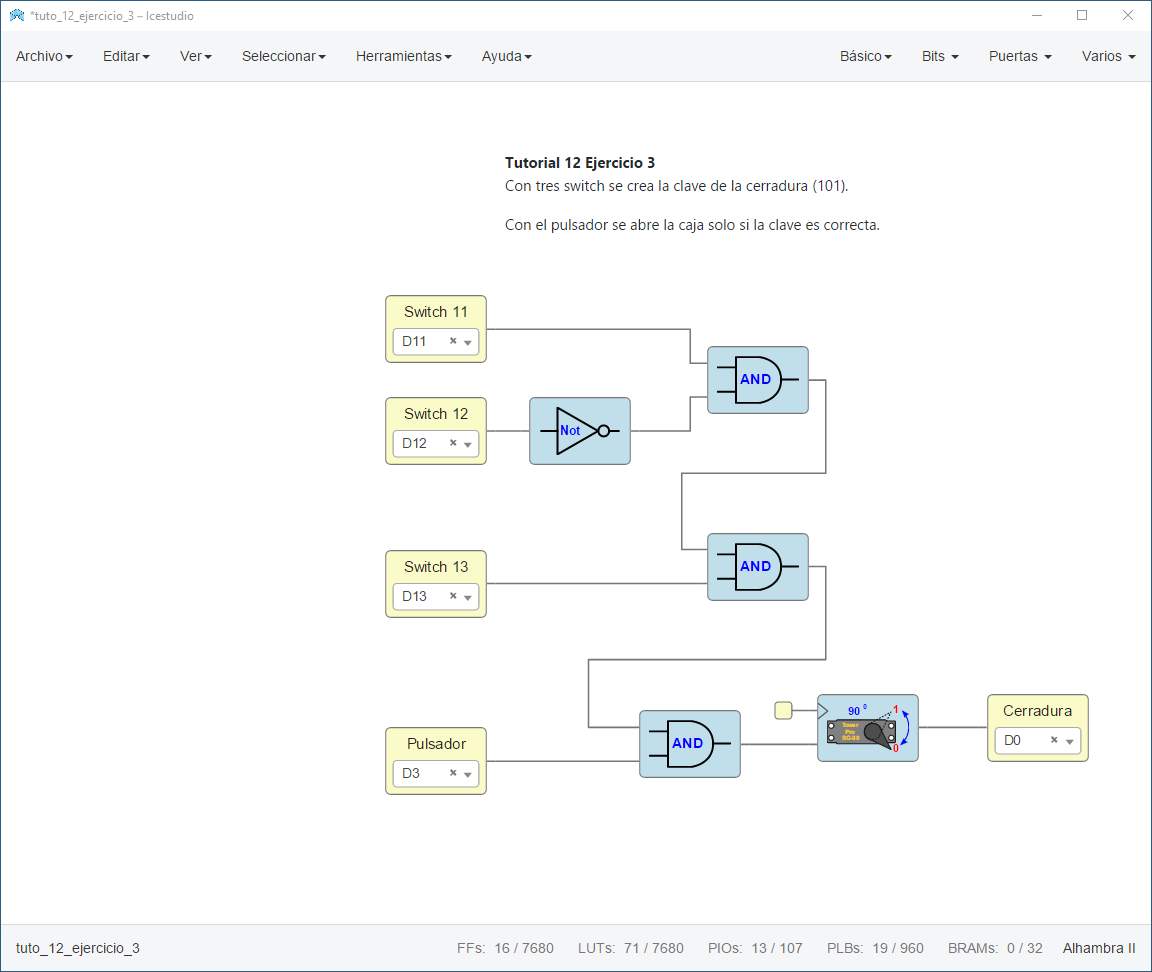 *tuto_12_ejercicio_3 – Icestudio
Archivo Editar Ver Seleccionar Herramientas Ayuda Básico Bits Puertas Varios
Tutorial 12 Ejercicio 3
Con tres switch se crea la clave de la cerradura (101).
Con el pulsador se abre la caja solo si la clave es correcta.
Switch 11
D11
AND
Switch 12
D12
Not
Switch 13
D13
AND
Pulsador
D3
AND
90 º
1
Tower
Pro
SG90
0
Cerradura
D0
tuto_12_ejercicio_3 FFs: 16 / 7680 LUTs: 71 / 7680 PIOs: 13 / 107 PLBs: 19 / 960 BRAMs: 0 / 32 Alhambra II